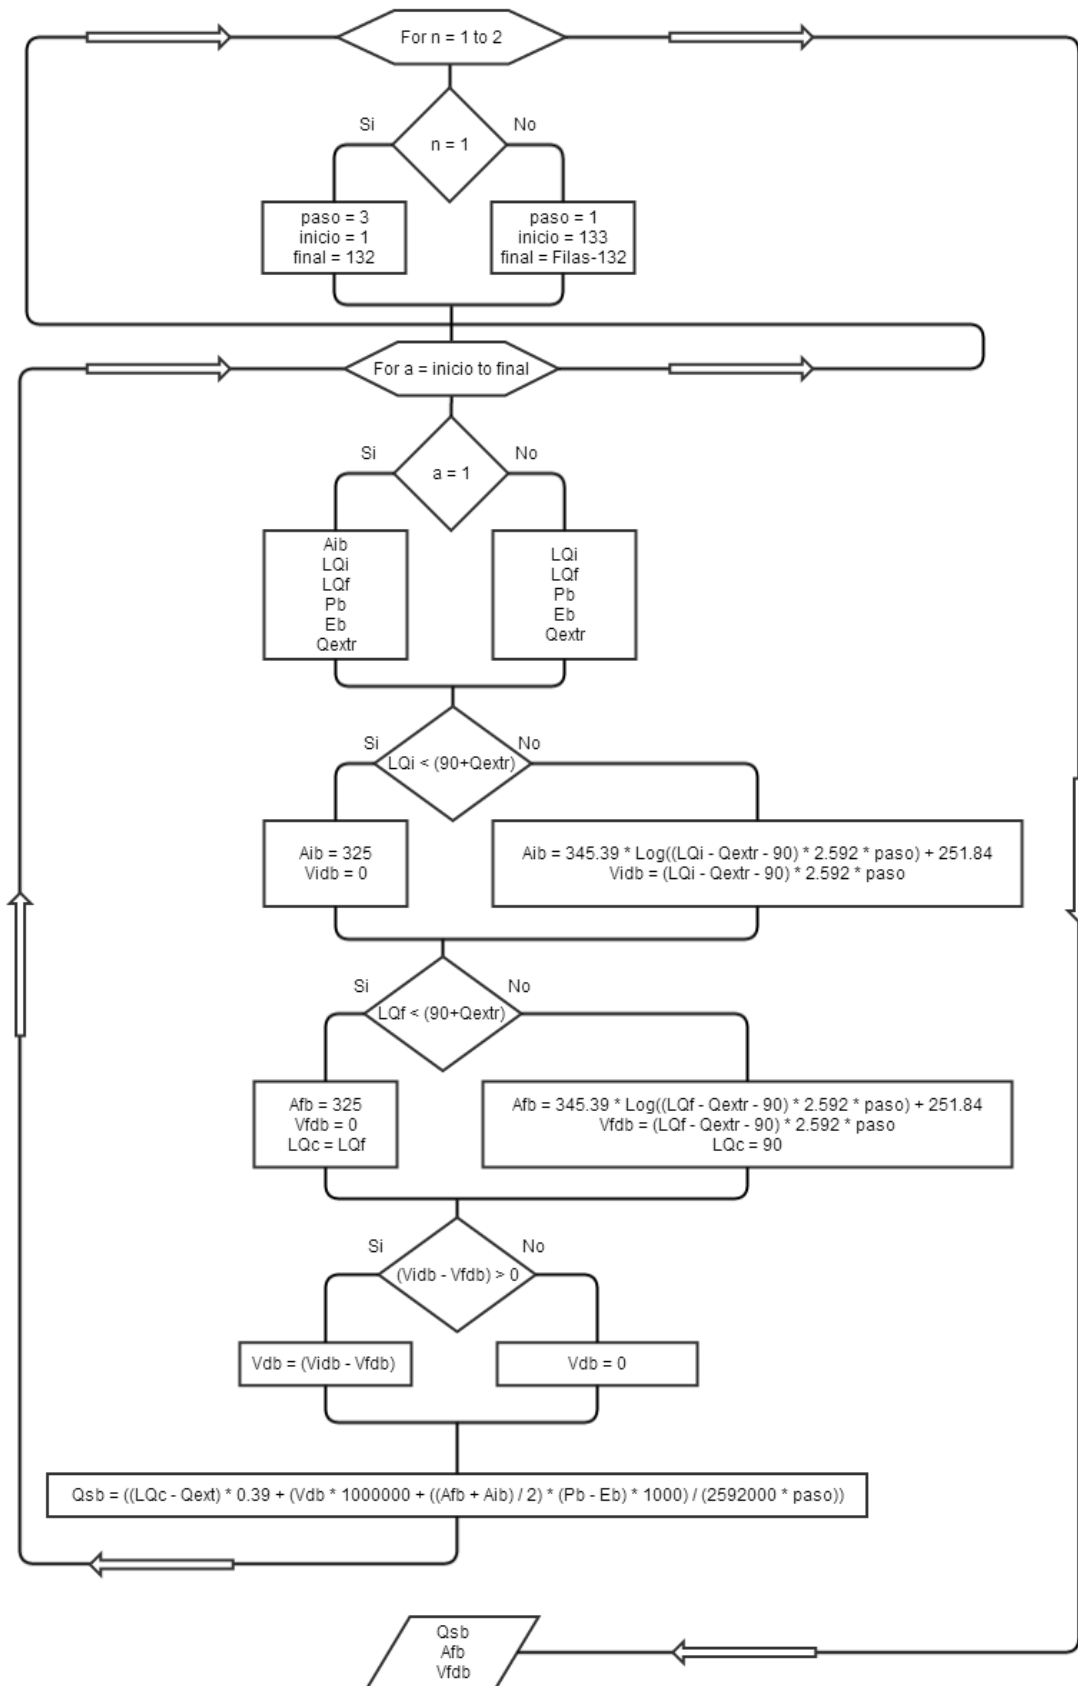 For n = 1 to 2
Si
No
n = 1
paso = 3
inicio = 1
final = 132
paso = 1
inicio = 133
final = Filas-132
For a = inicio to final
Si
No
a = 1
Aib
LQi
LQf
Pb
Eb
Qextr
LQi
LQf
Pb
Eb
Qextr
Si
No
LQi < (90+Qextr)
Aib = 325
Vidb = 0
Aib = 345.39 * Log((LQi - Qextr - 90) * 2.592 * paso) + 251.84
Vidb = (LQi - Qextr - 90) * 2.592 * paso
Si
No
LQf < (90+Qextr)
Afb = 325
Vfdb = 0
LQc = LQf
Afb = 345.39 * Log((LQf - Qextr - 90) * 2.592 * paso) + 251.84
Vfdb = (LQf - Qextr - 90) * 2.592 * paso
LQc = 90
Si
No
(Vidb - Vfdb) > 0
Vdb = (Vidb - Vfdb)
Vdb = 0
Qsb = ((LQc - Qext) * 0.39 + (Vdb * 1000000 + ((Afb + Aib) / 2) * (Pb - Eb) * 1000) / (2592000 * paso))
Qsb
Afb
Vfdb